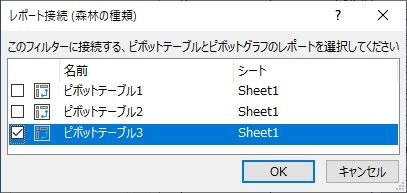 レポート接続 (森林の種類)
このフィルターに接続する、ピボットテーブルとピボットグラフのレポートを選択してください
名前 シート
ピボットテーブル1 Sheet1
ピボットテーブル2 Sheet1
ピボットテーブル3 Sheet1
OK キャンセル